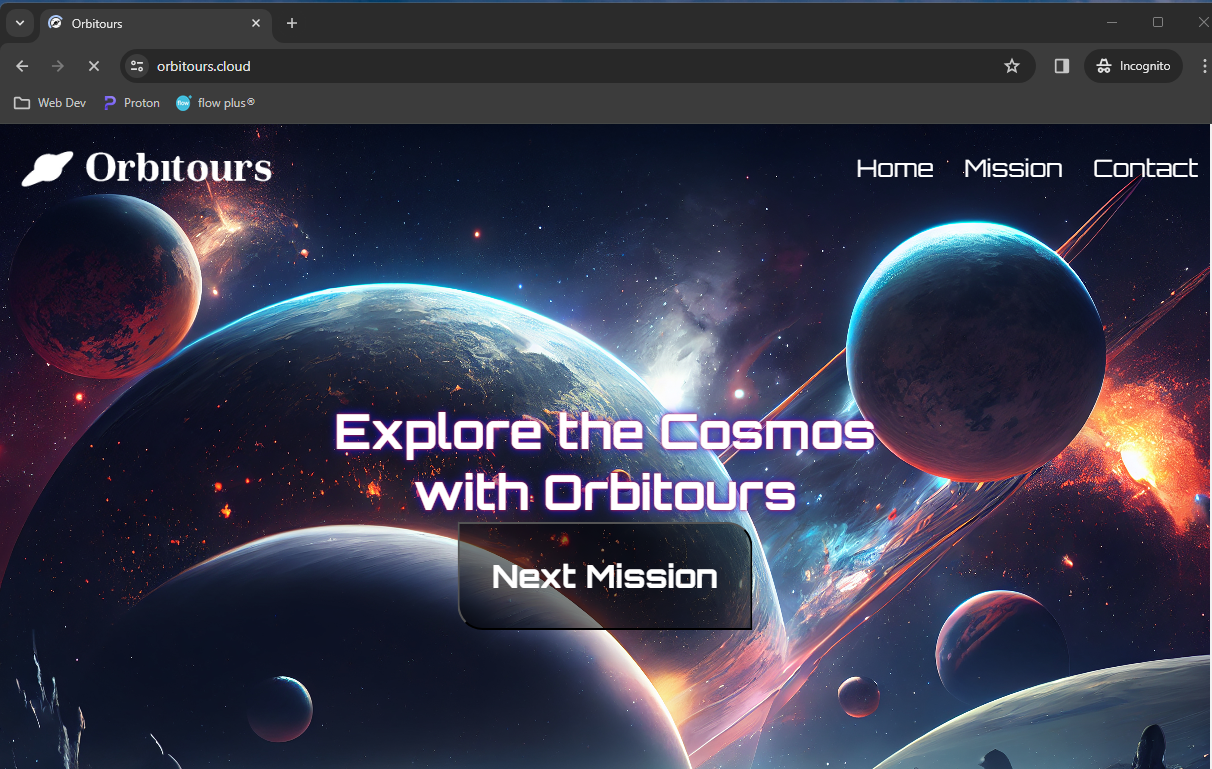 Orbitours
orbitours.cloud
Incognito
Web Dev
Proton
flow
flow plus®
Orbitours
Home
Mission
Contact
Explore the Cosmos
with Orbitours
Next Mission